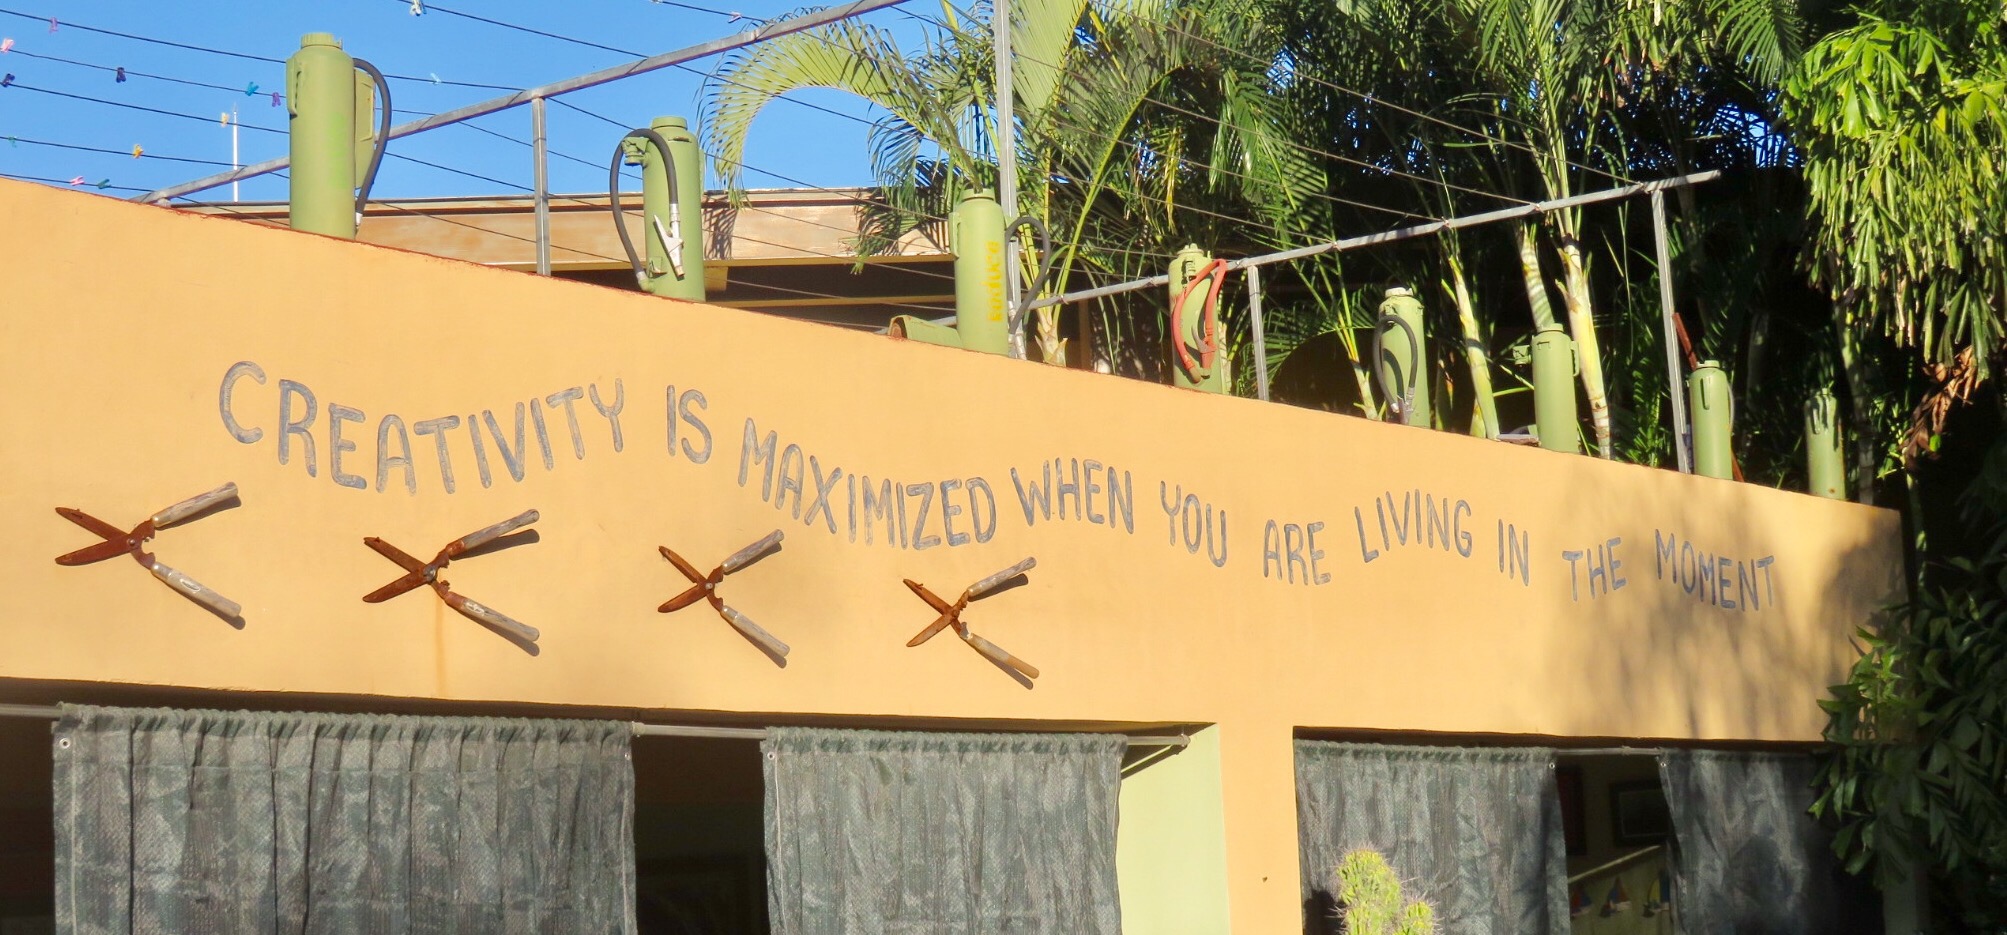 CREATIVITY IS MAXIMIZED WHEN YOU ARE LIVING IN THE MOMENT